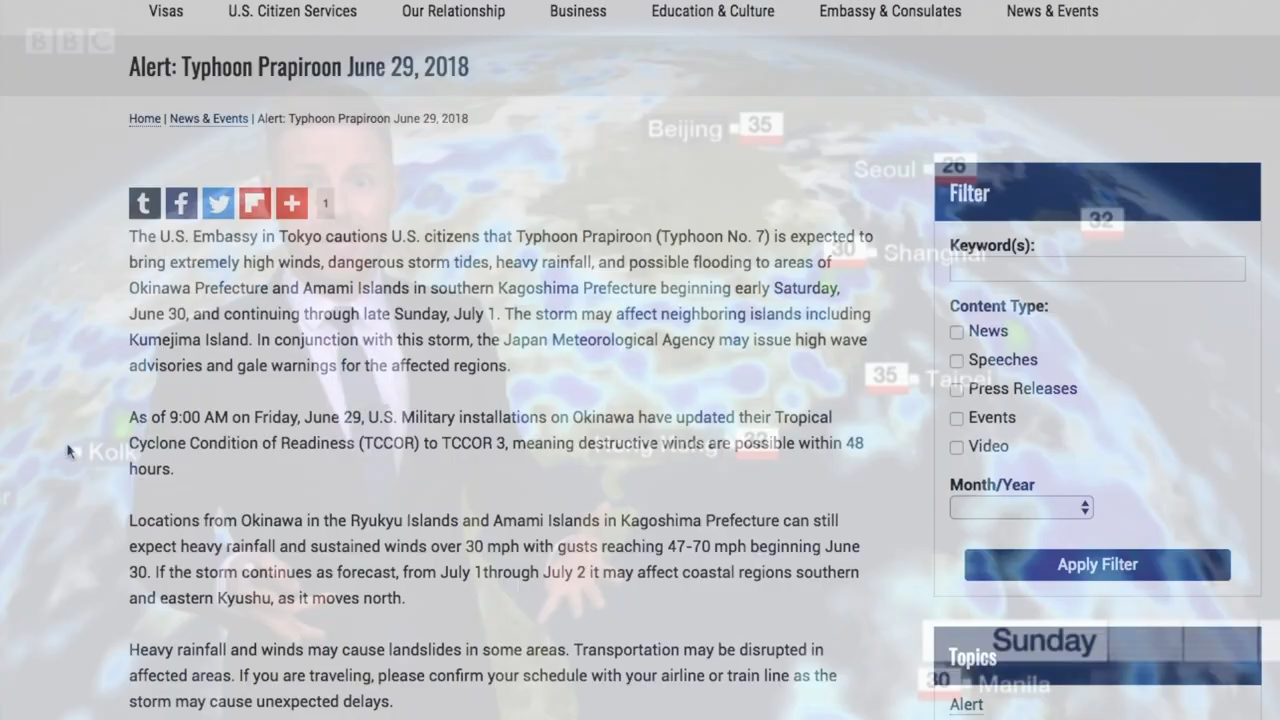 Visas
U.S. Citizen Services
Our Relationship
Business
Education & Culture
Embassy & Consulates
News & Events
BBC
Alert: Typhoon Prapiroon June 29, 2018
Home | News & Events | Alert: Typhoon Prapiroon June 29, 2018
t f + 1
The U.S. Embassy in Tokyo cautions U.S. citizens that Typhoon Prapiroon (Typhoon No. 7) is expected to
bring extremely high winds, dangerous storm tides, heavy rainfall, and possible flooding to areas of
Okinawa Prefecture and Amami Islands in southern Kagoshima Prefecture beginning early Saturday,
June 30, and continuing through late Sunday, July 1. The storm may affect neighboring islands including
Kumejima Island. In conjunction with this storm, the Japan Meteorological Agency may issue high wave
advisories and gale warnings for the affected regions.
As of 9:00 AM on Friday, June 29, U.S. Military installations on Okinawa have updated their Tropical
Cyclone Condition of Readiness (TCCOR) to TCCOR 3, meaning destructive winds are possible within 48
hours.
Locations from Okinawa in the Ryukyu Islands and Amami Islands in Kagoshima Prefecture can still
expect heavy rainfall and sustained winds over 30 mph with gusts reaching 47-70 mph beginning June
30. If the storm continues as forecast, from July 1through July 2 it may affect coastal regions southern
and eastern Kyushu, as it moves north.
Heavy rainfall and winds may cause landslides in some areas. Transportation may be disrupted in
affected areas. If you are traveling, please confirm your schedule with your airline or train line as the
storm may cause unexpected delays.
Filter
Keyword(s):
Content Type:
News
Speeches
Press Releases
Events
Video
Month/Year
Apply Filter
Topics
Alert
Beijing 35
Seoul 26
32
30 Shanghai
35 Taipei
Hong Kong
Sunday
30 Manila